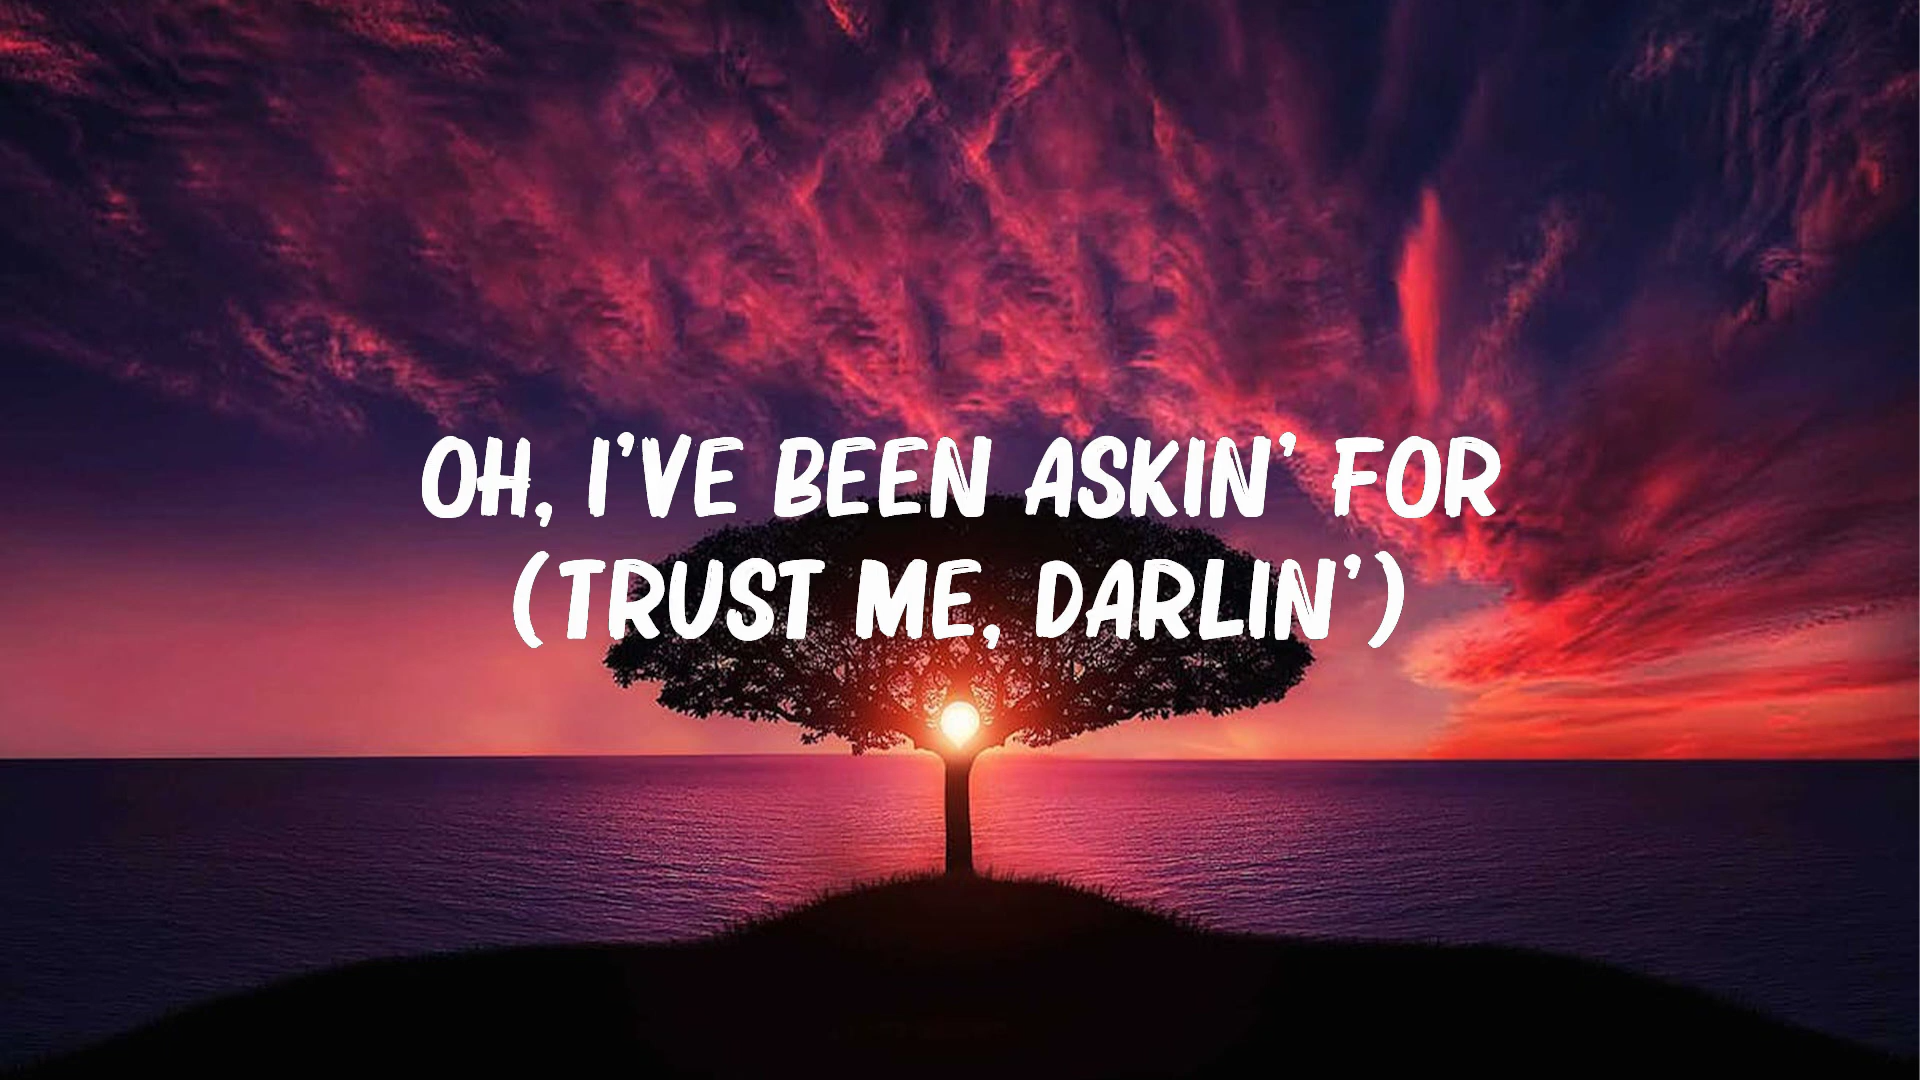 OH, I'VE BEEN ASKIN' FOR
(TRUST ME, DARLIN')